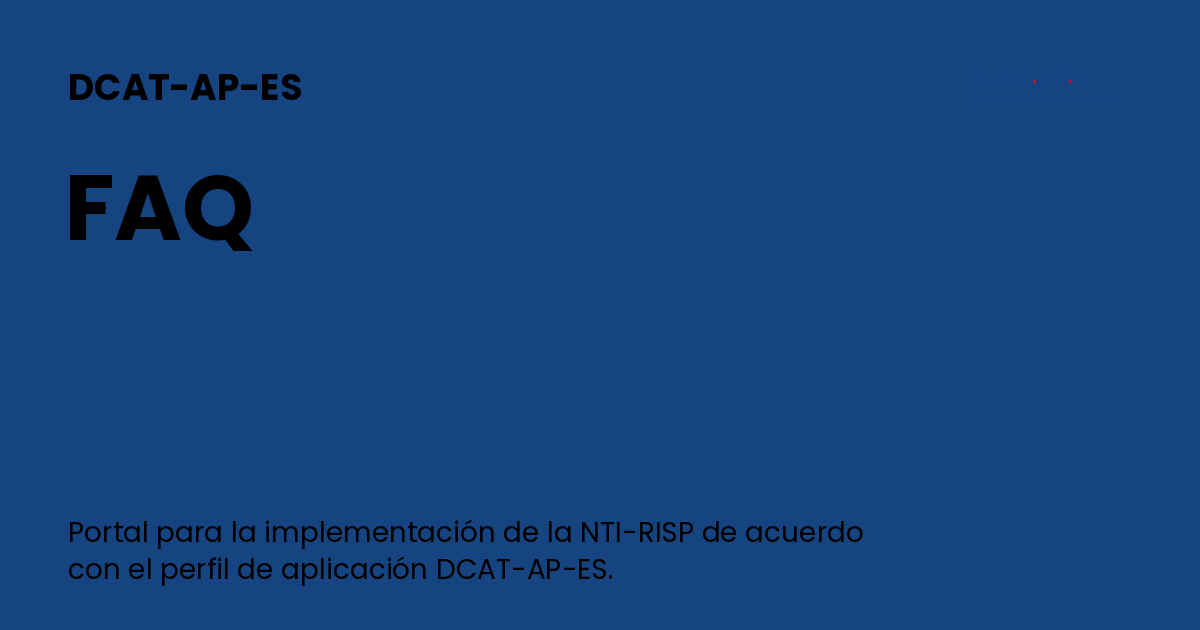 DCAT-AP-ES
FAQ
Portal para la implementación de la NTI-RISP de acuerdo
con el perfil de aplicación DCAT-AP-ES.